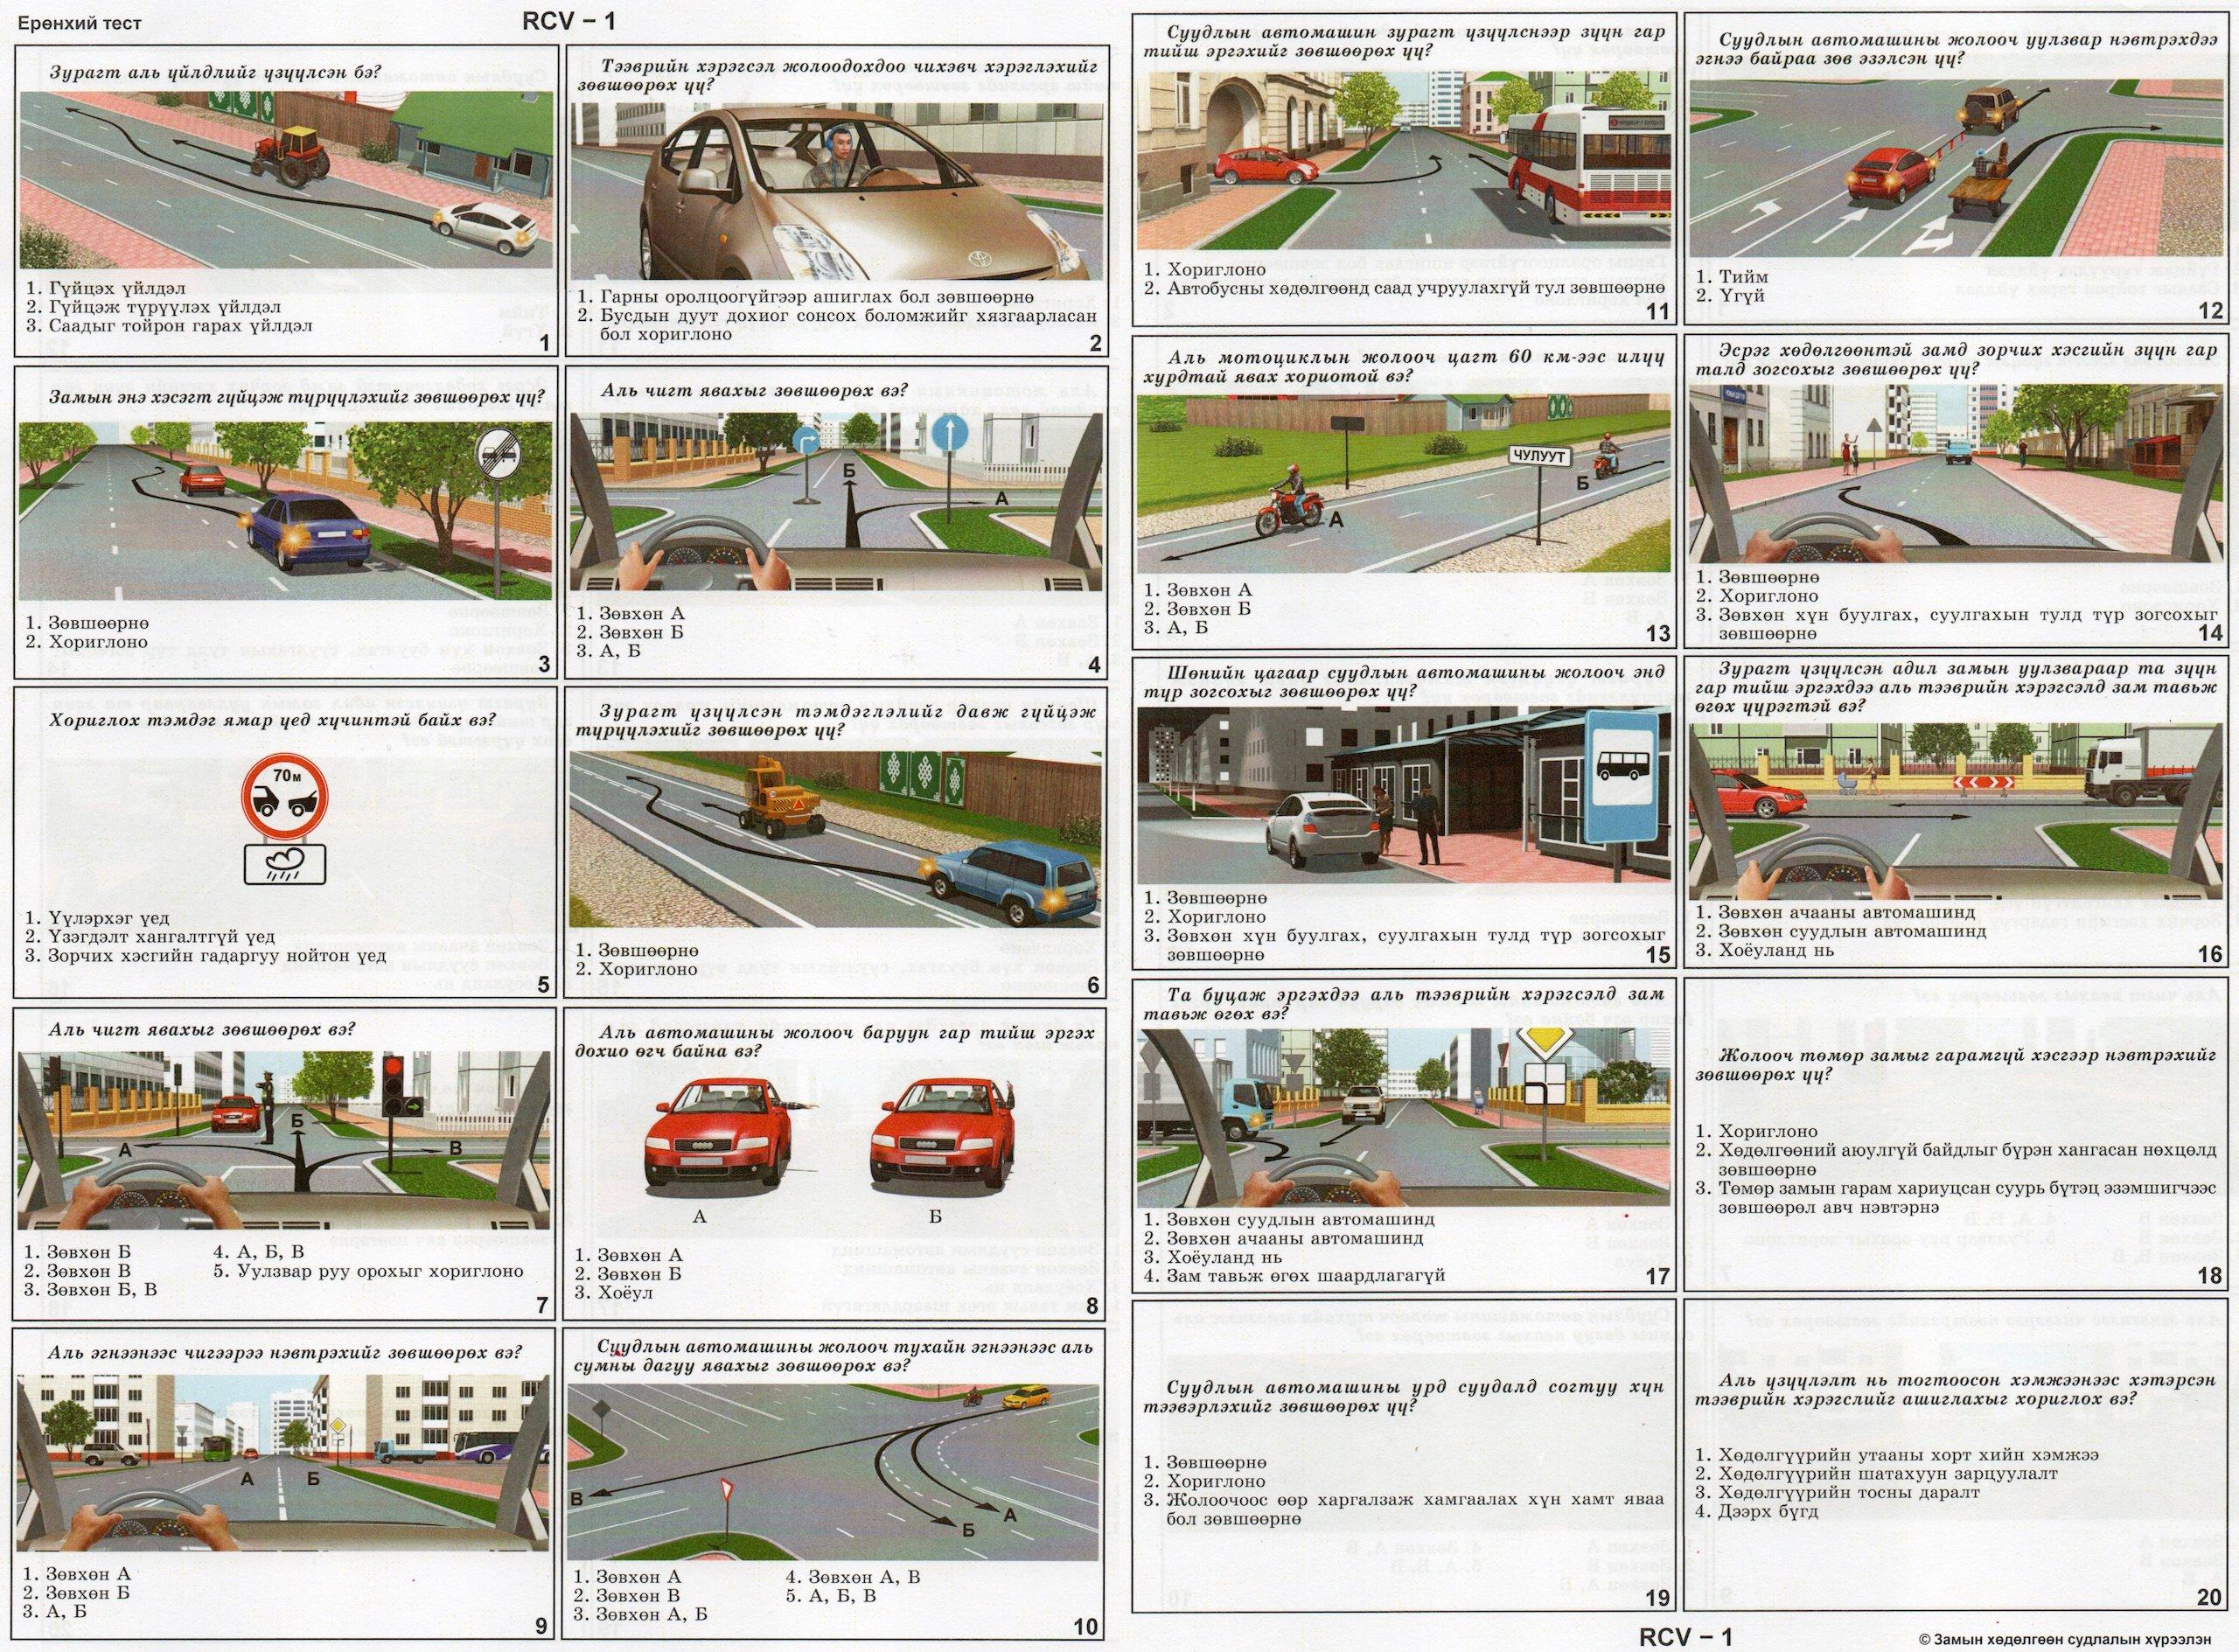 Ерөнхий тест
RCV – 1
Зурагт аль үйлдлийг үзүүлсэн бэ?
1. Гүйцэх үйлдэл
2. Гүйцэж түрүүлэх үйлдэл
3. Саадыг тойрон гарах үйлдэл
1
Тээврийн хэрэгсэл жолоодохдоо чихэвч хэрэглэхийг
зөвшөөрөх үү?
1. Гарны оролцоогүйгээр ашиглах бол зөвшөөрнө
2. Бусдын дуут дохиог сонсох боломжийг хязгаарласан
бол хориглоно
2
Замын энэ хэсэгт гүйцэж түрүүлэхийг зөвшөөрөх үү?
1. Зөвшөөрнө
2. Хориглоно
3
Аль чигт явахыг зөвшөөрөх вэ?
Б
А
1. Зөвхөн А
2. Зөвхөн Б
3. А, Б
4
Хориглох тэмдэг ямар үед хүчинтэй байх вэ?
70м
1. Үүлэрхэг үед
2. Үзэгдэлт хангалтгүй үед
3. Зорчих хэсгийн гадаргуу нойтон үед
5
Зурагт үзүүлсэн тэмдэглэлийг давж гүйцэж
түрүүлэхийг зөвшөөрөх үү?
1. Зөвшөөрнө
2. Хориглоно
6
Аль чигт явахыг зөвшөөрөх вэ?
А
Б
В
1. Зөвхөн Б
2. Зөвхөн В
3. Зөвхөн Б, В
4. А, Б, В
5. Уулзвар руу орохыг хориглоно
7
Аль автомашины жолооч баруун гар тийш эргэх
дохио өгч байна вэ?
А
Б
1. Зөвхөн А
2. Зөвхөн Б
3. Хоёул
8
Аль эгнээнээс чигээрээ нэвтрэхийг зөвшөөрөх вэ?
А
Б
1. Зөвхөн А
2. Зөвхөн Б
3. А, Б
9
Суудлын автомашины жолооч тухайн эгнээнээс аль
сумны дагуу явахыг зөвшөөрөх вэ?
В
А
Б
1. Зөвхөн А
2. Зөвхөн В
3. Зөвхөн А, Б
4. Зөвхөн А, В
5. А, Б, В
10
Суудлын автомашин зурагт үзүүлснээр зүүн гар
тийш эргэхийг зөвшөөрөх үү?
1. Хориглоно
2. Автобусны хөдөлгөөнд саад учруулахгүй тул зөвшөөрнө
11
Суудлын автомашины жолооч уулзвар нэвтрэхдээ
эгнээ байраа зөв эзэлсэн үү?
1. Тийм
2. Үгүй
12
Аль мотоциклын жолооч цагт 60 км-ээс илүү
хурдтай явах хориотой вэ?
ЧУЛУУТ
Б
А
1. Зөвхөн А
2. Зөвхөн Б
3. А, Б
13
Эсрэг хөдөлгөөнтэй замд зорчих хэсгийн зүүн гар
талд зогсохыг зөвшөөрөх үү?
1. Зөвшөөрнө
2. Хориглоно
3. Зөвхөн хүн буулгах, суулгахын тулд түр зогсохыг
зөвшөөрнө
14
Шөнийн цагаар суудлын автомашины жолооч энд
түр зогсохыг зөвшөөрөх үү?
1. Зөвшөөрнө
2. Хориглоно
3. Зөвхөн хүн буулгах, суулгахын тулд түр зогсохыг
зөвшөөрнө
15
Зурагт үзүүлсэн адил замын уулзвараар та зүүн
гар тийш эргэхдээ аль тээврийн хэрэгсэлд зам тавьж
өгөх үүрэгтэй вэ?
1. Зөвхөн ачааны автомашинд
2. Зөвхөн суудлын автомашинд
3. Хоёуланд нь
16
Та буцаж эргэхдээ аль тээврийн хэрэгсэлд зам
тавьж өгөх вэ?
1. Зөвхөн суудлын автомашинд
2. Зөвхөн ачааны автомашинд
3. Хоёуланд нь
4. Зам тавьж өгөх шаардлагагүй
17
Жолооч төмөр замыг гарамгүй хэсгээр нэвтрэхийг
зөвшөөрөх үү?
1. Хориглоно
2. Хөдөлгөөний аюулгүй байдлыг бүрэн хангасан нөхцөлд
зөвшөөрнө
3. Төмөр замын гарам хариуцсан суурь бүтэц эзэмшигчээс
зөвшөөрөл авч нэвтэрнэ
18
Суудлын автомашины урд суудалд согтуу хүн
тээвэрлэхийг зөвшөөрөх үү?
1. Зөвшөөрнө
2. Хориглоно
3. Жолоочоос өөр харгалзаж хамгаалах хүн хамт яваа
бол зөвшөөрнө
19
Аль үзүүлэлт нь тогтоосон хэмжээнээс хэтэрсэн
тээврийн хэрэгслийг ашиглахыг хориглох вэ?
1. Хөдөлгүүрийн утааны хорт хийн хэмжээ
2. Хөдөлгүүрийн шатахуун зарцуулалт
3. Хөдөлгүүрийн тосны даралт
4. Дээрх бүгд
20
RCV – 1
© Замын хөдөлгөөн судлалын хүрээлэн